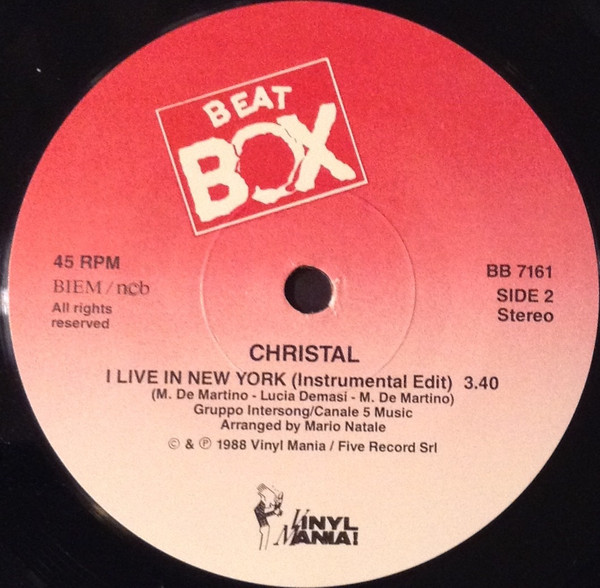 BEAT
BOX
45 RPM
BIEM/ncb
All rights
reserved
BB 7161
SIDE 2
Stereo
CHRISTAL
I LIVE IN NEW YORK (Instrumental Edit) 3.40
(M. De Martino - Lucia Demasi - M. De Martino)
Gruppo Intersong/Canale 5 Music
Arranged by Mario Natale
© & ℗ 1988 Vinyl Mania / Five Record Srl
VINYL
MANIA!